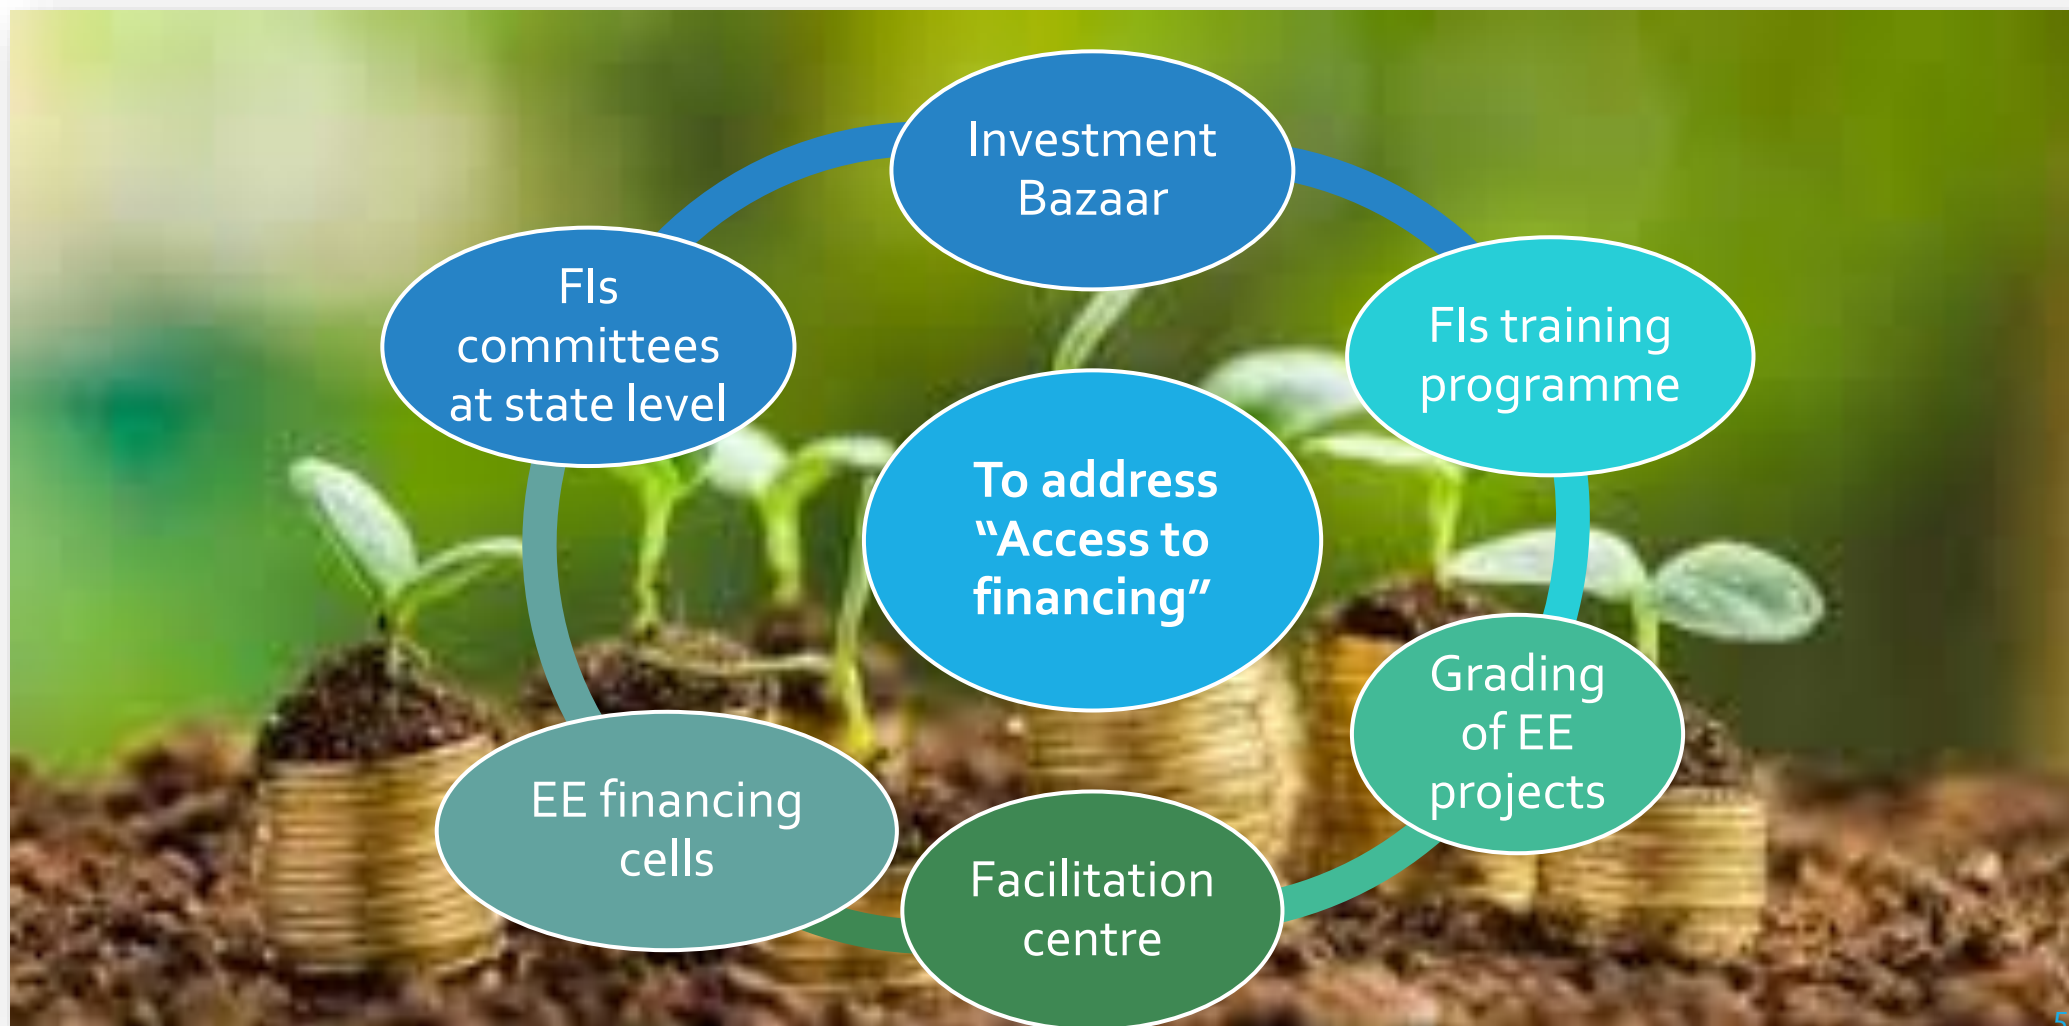 Investment
Bazaar
FIs training
programme
Grading
of EE
projects
Facilitation
centre
EE financing
cells
FIs
committees
at state level
To address
“Access to
financing”